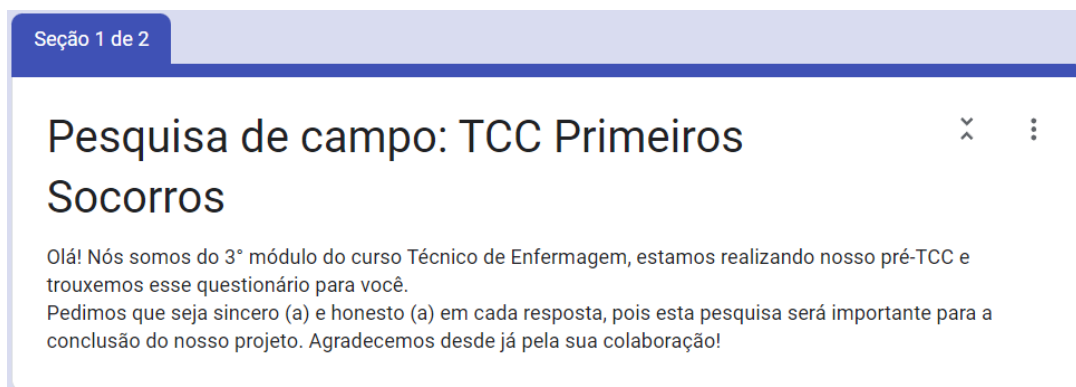 Seção 1 de 2
Pesquisa de campo: TCC Primeiros
Socorros
Olá! Nós somos do 3° módulo do curso Técnico de Enfermagem, estamos realizando nosso pré-TCC e
trouxemos esse questionário para você.
Pedimos que seja sincero (a) e honesto (a) em cada resposta, pois esta pesquisa será importante para a
conclusão do nosso projeto. Agradecemos desde já pela sua colaboração!